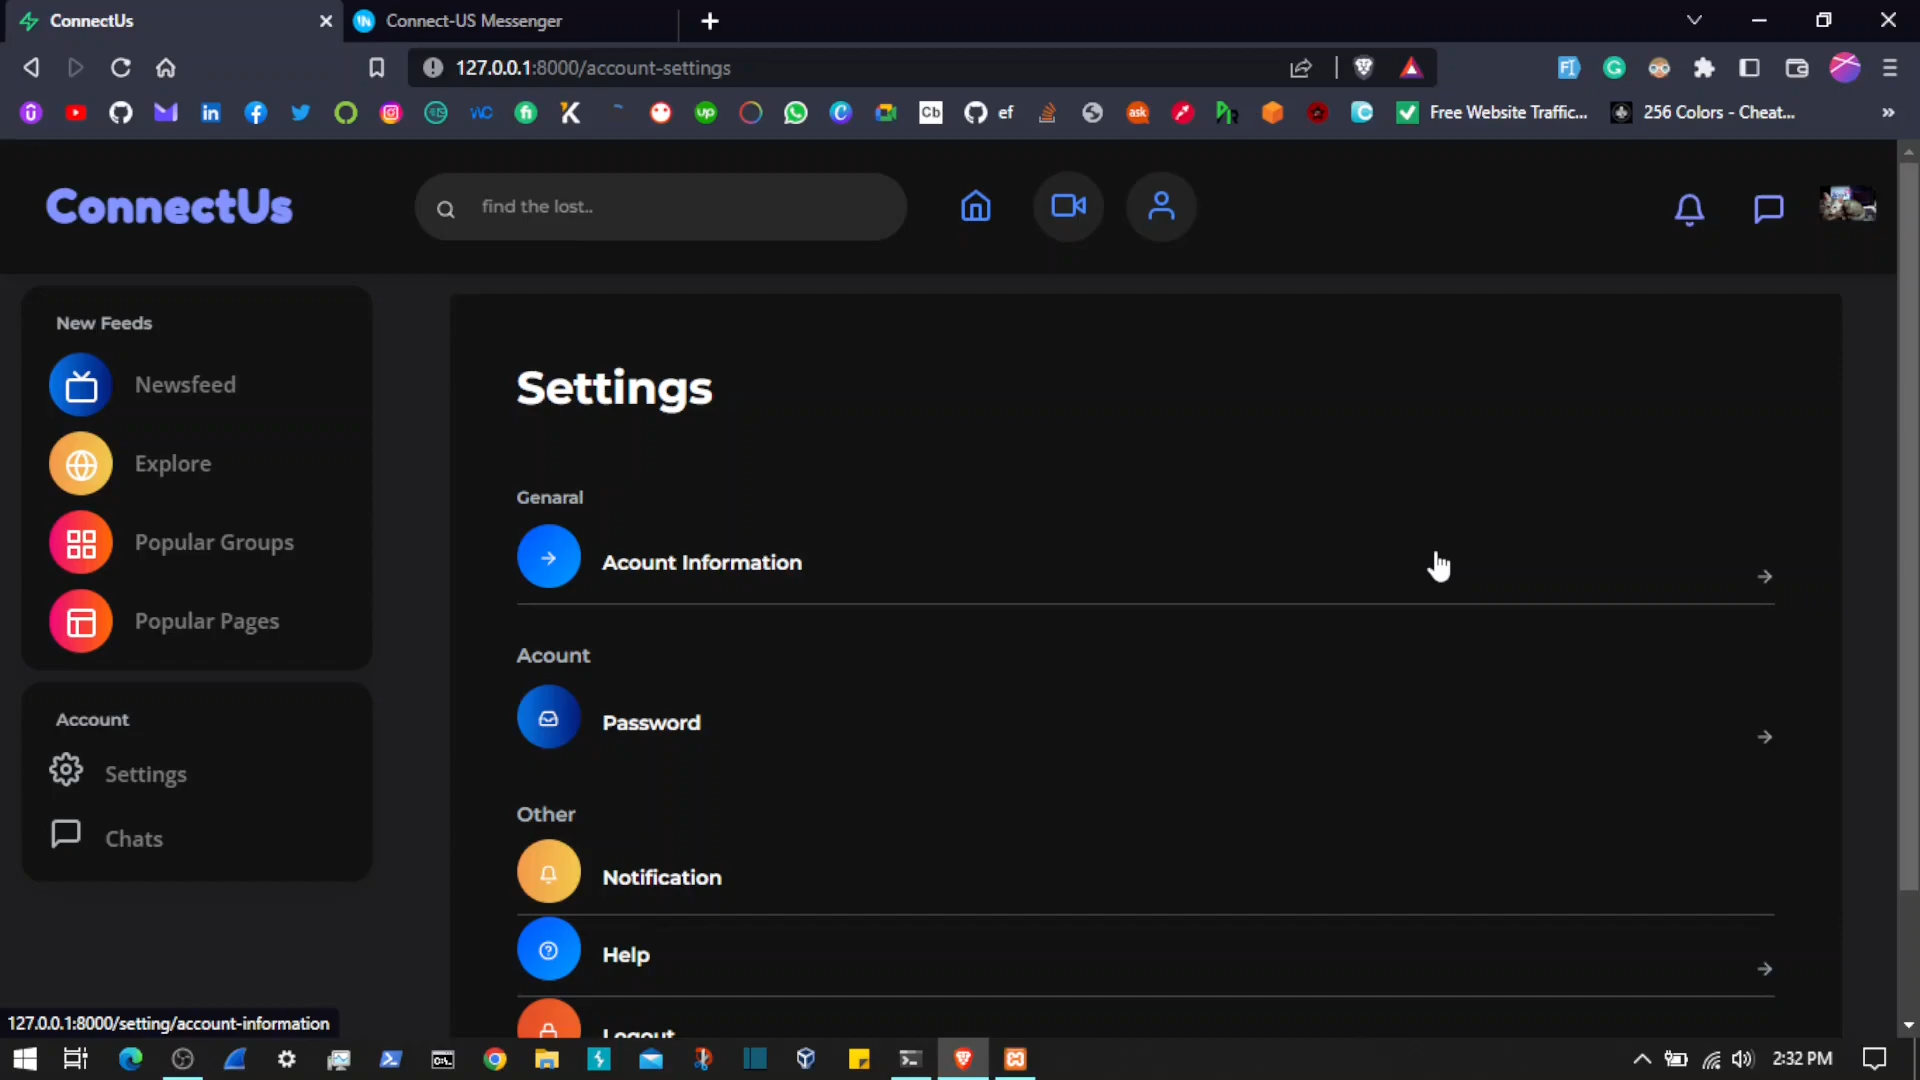 ConnectUs
Connect-US Messenger
127.0.0.1:8000/account-settings
ef
Free Website Traffic...
256 Colors - Cheat...
ConnectUs
find the lost..
New Feeds
Newsfeed
Explore
Popular Groups
Popular Pages
Account
Settings
Chats
Settings
Genaral
Acount Information
Acount
Password
Other
Notification
Help
Logout
127.0.0.1:8000/setting/account-information
2:32 PM